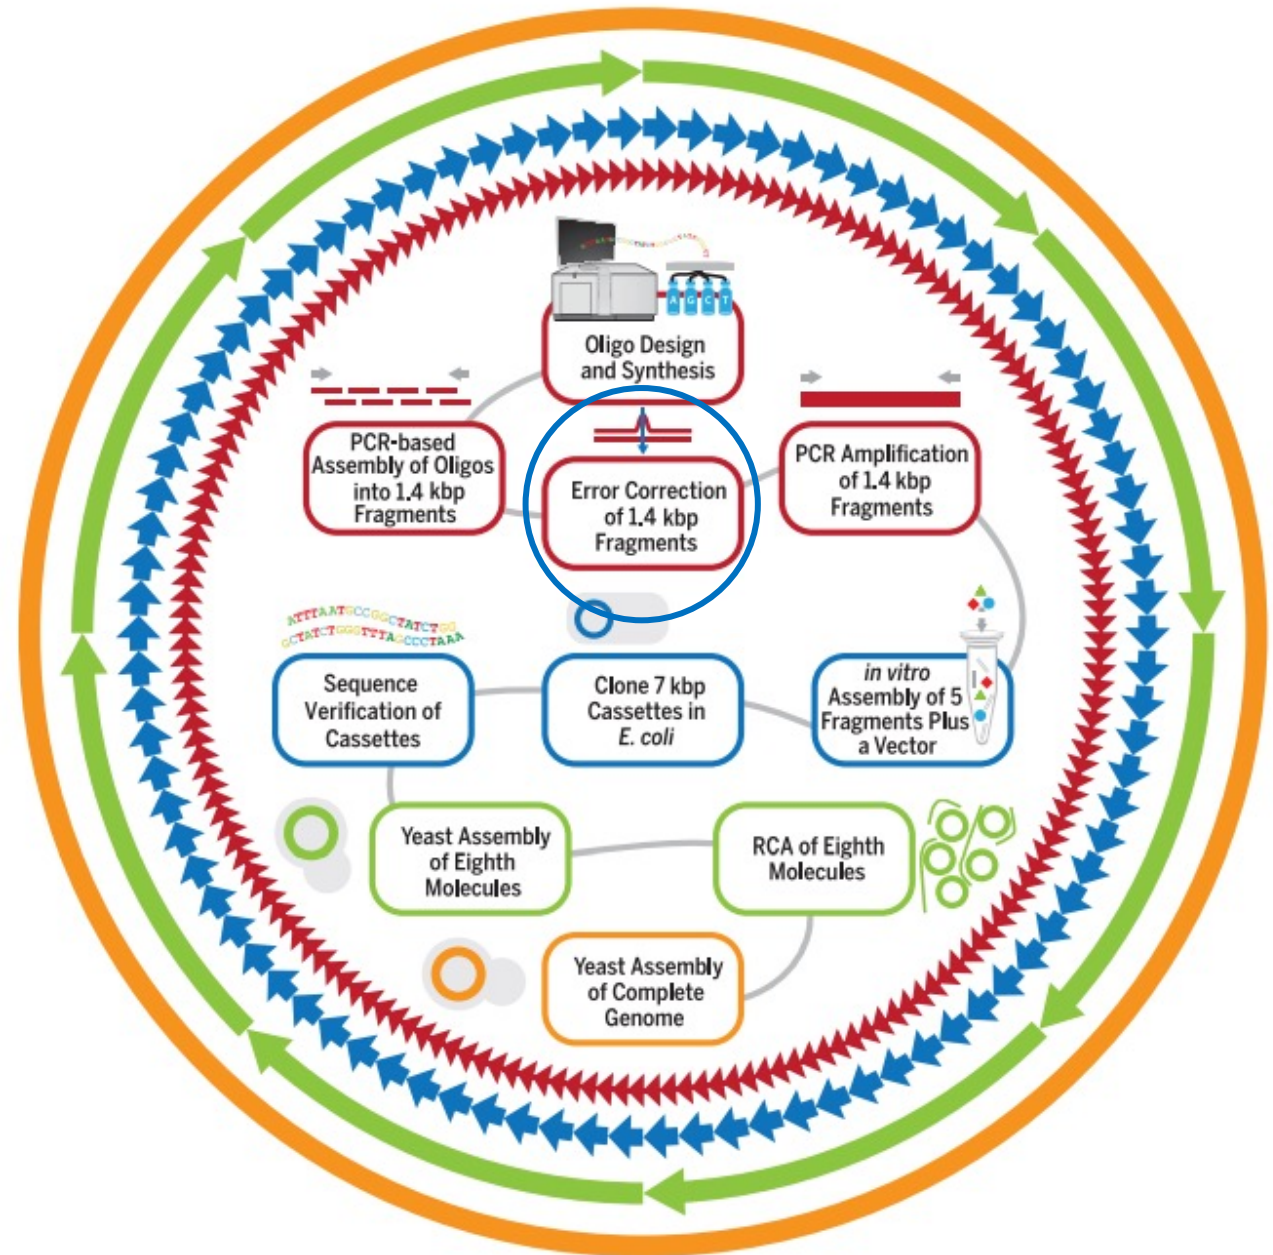 A G C T
Oligo Design
and Synthesis
PCR-based
Assembly of Oligos
into 1.4 kbp
Fragments
Error Correction
of 1.4 kbp
Fragments
PCR Amplification
of 1.4 kbp
Fragments
ATTTAATGCCGGCTATCTGG
GCTATCTGGGTTTAGCCCTAAA
Sequence
Verification of
Cassettes
Clone 7 kbp
Cassettes in
E. coli
in vitro
Assembly of 5
Fragments Plus
a Vector
Yeast Assembly
of Eighth
Molecules
RCA of Eighth
Molecules
Yeast Assembly
of Complete
Genome